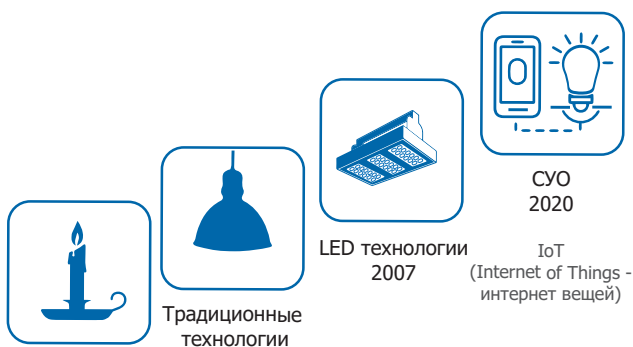 СУО
2020
LED технологии
2007
IoT
(Internet of Things -
интернет вещей)
Традиционные
технологии